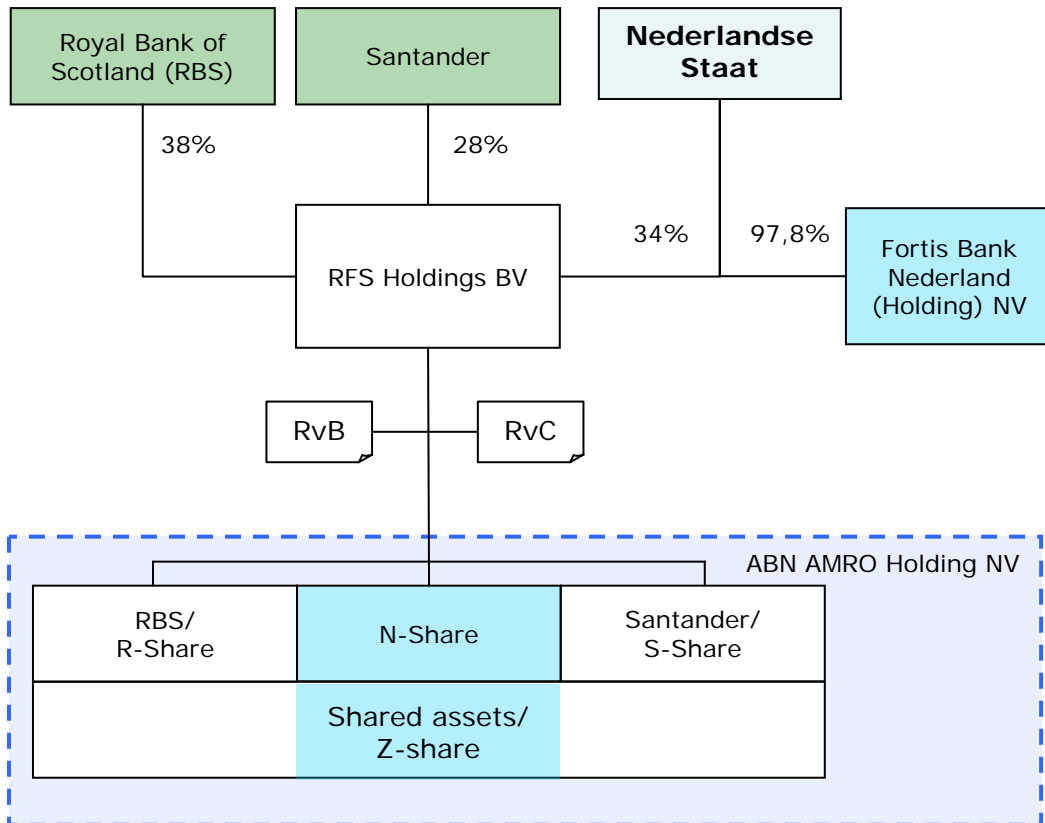 Royal Bank of
Scotland (RBS)
Santander
Nederlandse
Staat
38%
28%
34%
97,8%
RFS Holdings BV
Fortis Bank
Nederland
(Holding) NV
RvB
RvC
ABN AMRO Holding NV
RBS/
R-Share
N-Share
Santander/
S-Share
Shared assets/
Z-share